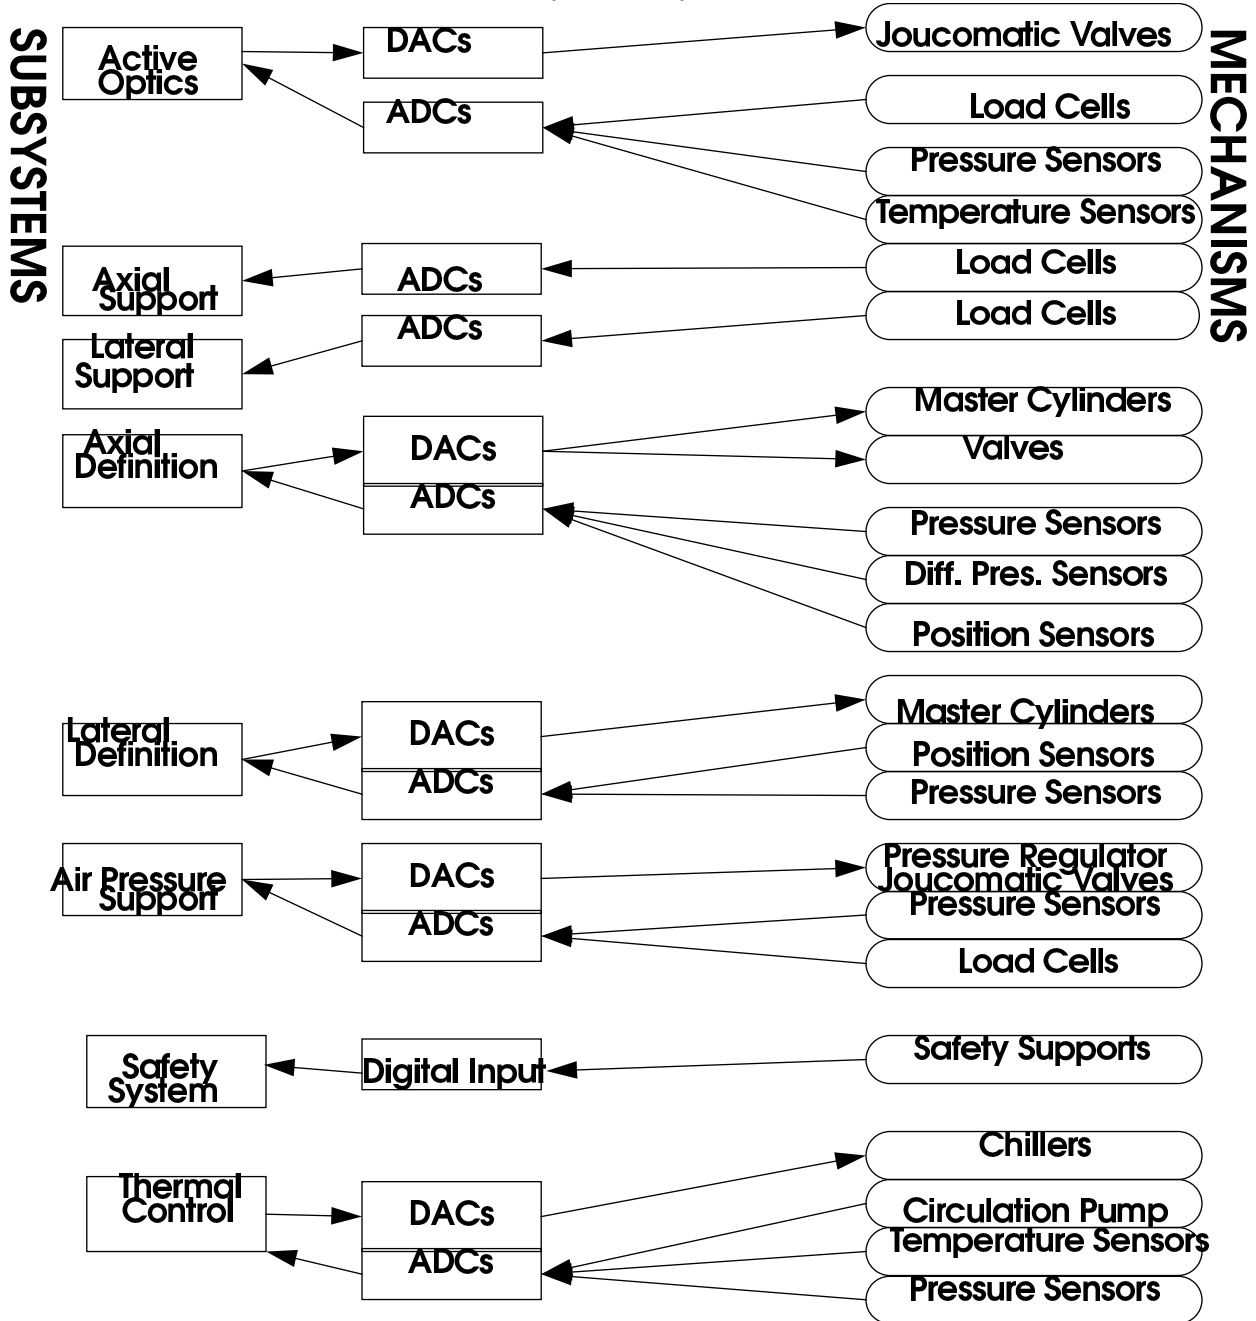 SUBSYSTEMS
MECHANISMS
Active
Optics
DACs
ADCs
Joucomatic Valves
Load Cells
Pressure Sensors
Temperature Sensors
Axial
Support
ADCs
Load Cells
Lateral
Support
ADCs
Load Cells
Axial
Definition
DACs
ADCs
Master Cylinders
Valves
Pressure Sensors
Diff. Pres. Sensors
Position Sensors
Lateral
Definition
DACs
ADCs
Master Cylinders
Position Sensors
Pressure Sensors
Air Pressure
Support
DACs
ADCs
Pressure Regulator
Joucomatic Valves
Pressure Sensors
Load Cells
Safety
System
Digital Input
Safety Supports
Thermal
Control
DACs
ADCs
Chillers
Circulation Pump
Temperature Sensors
Pressure Sensors